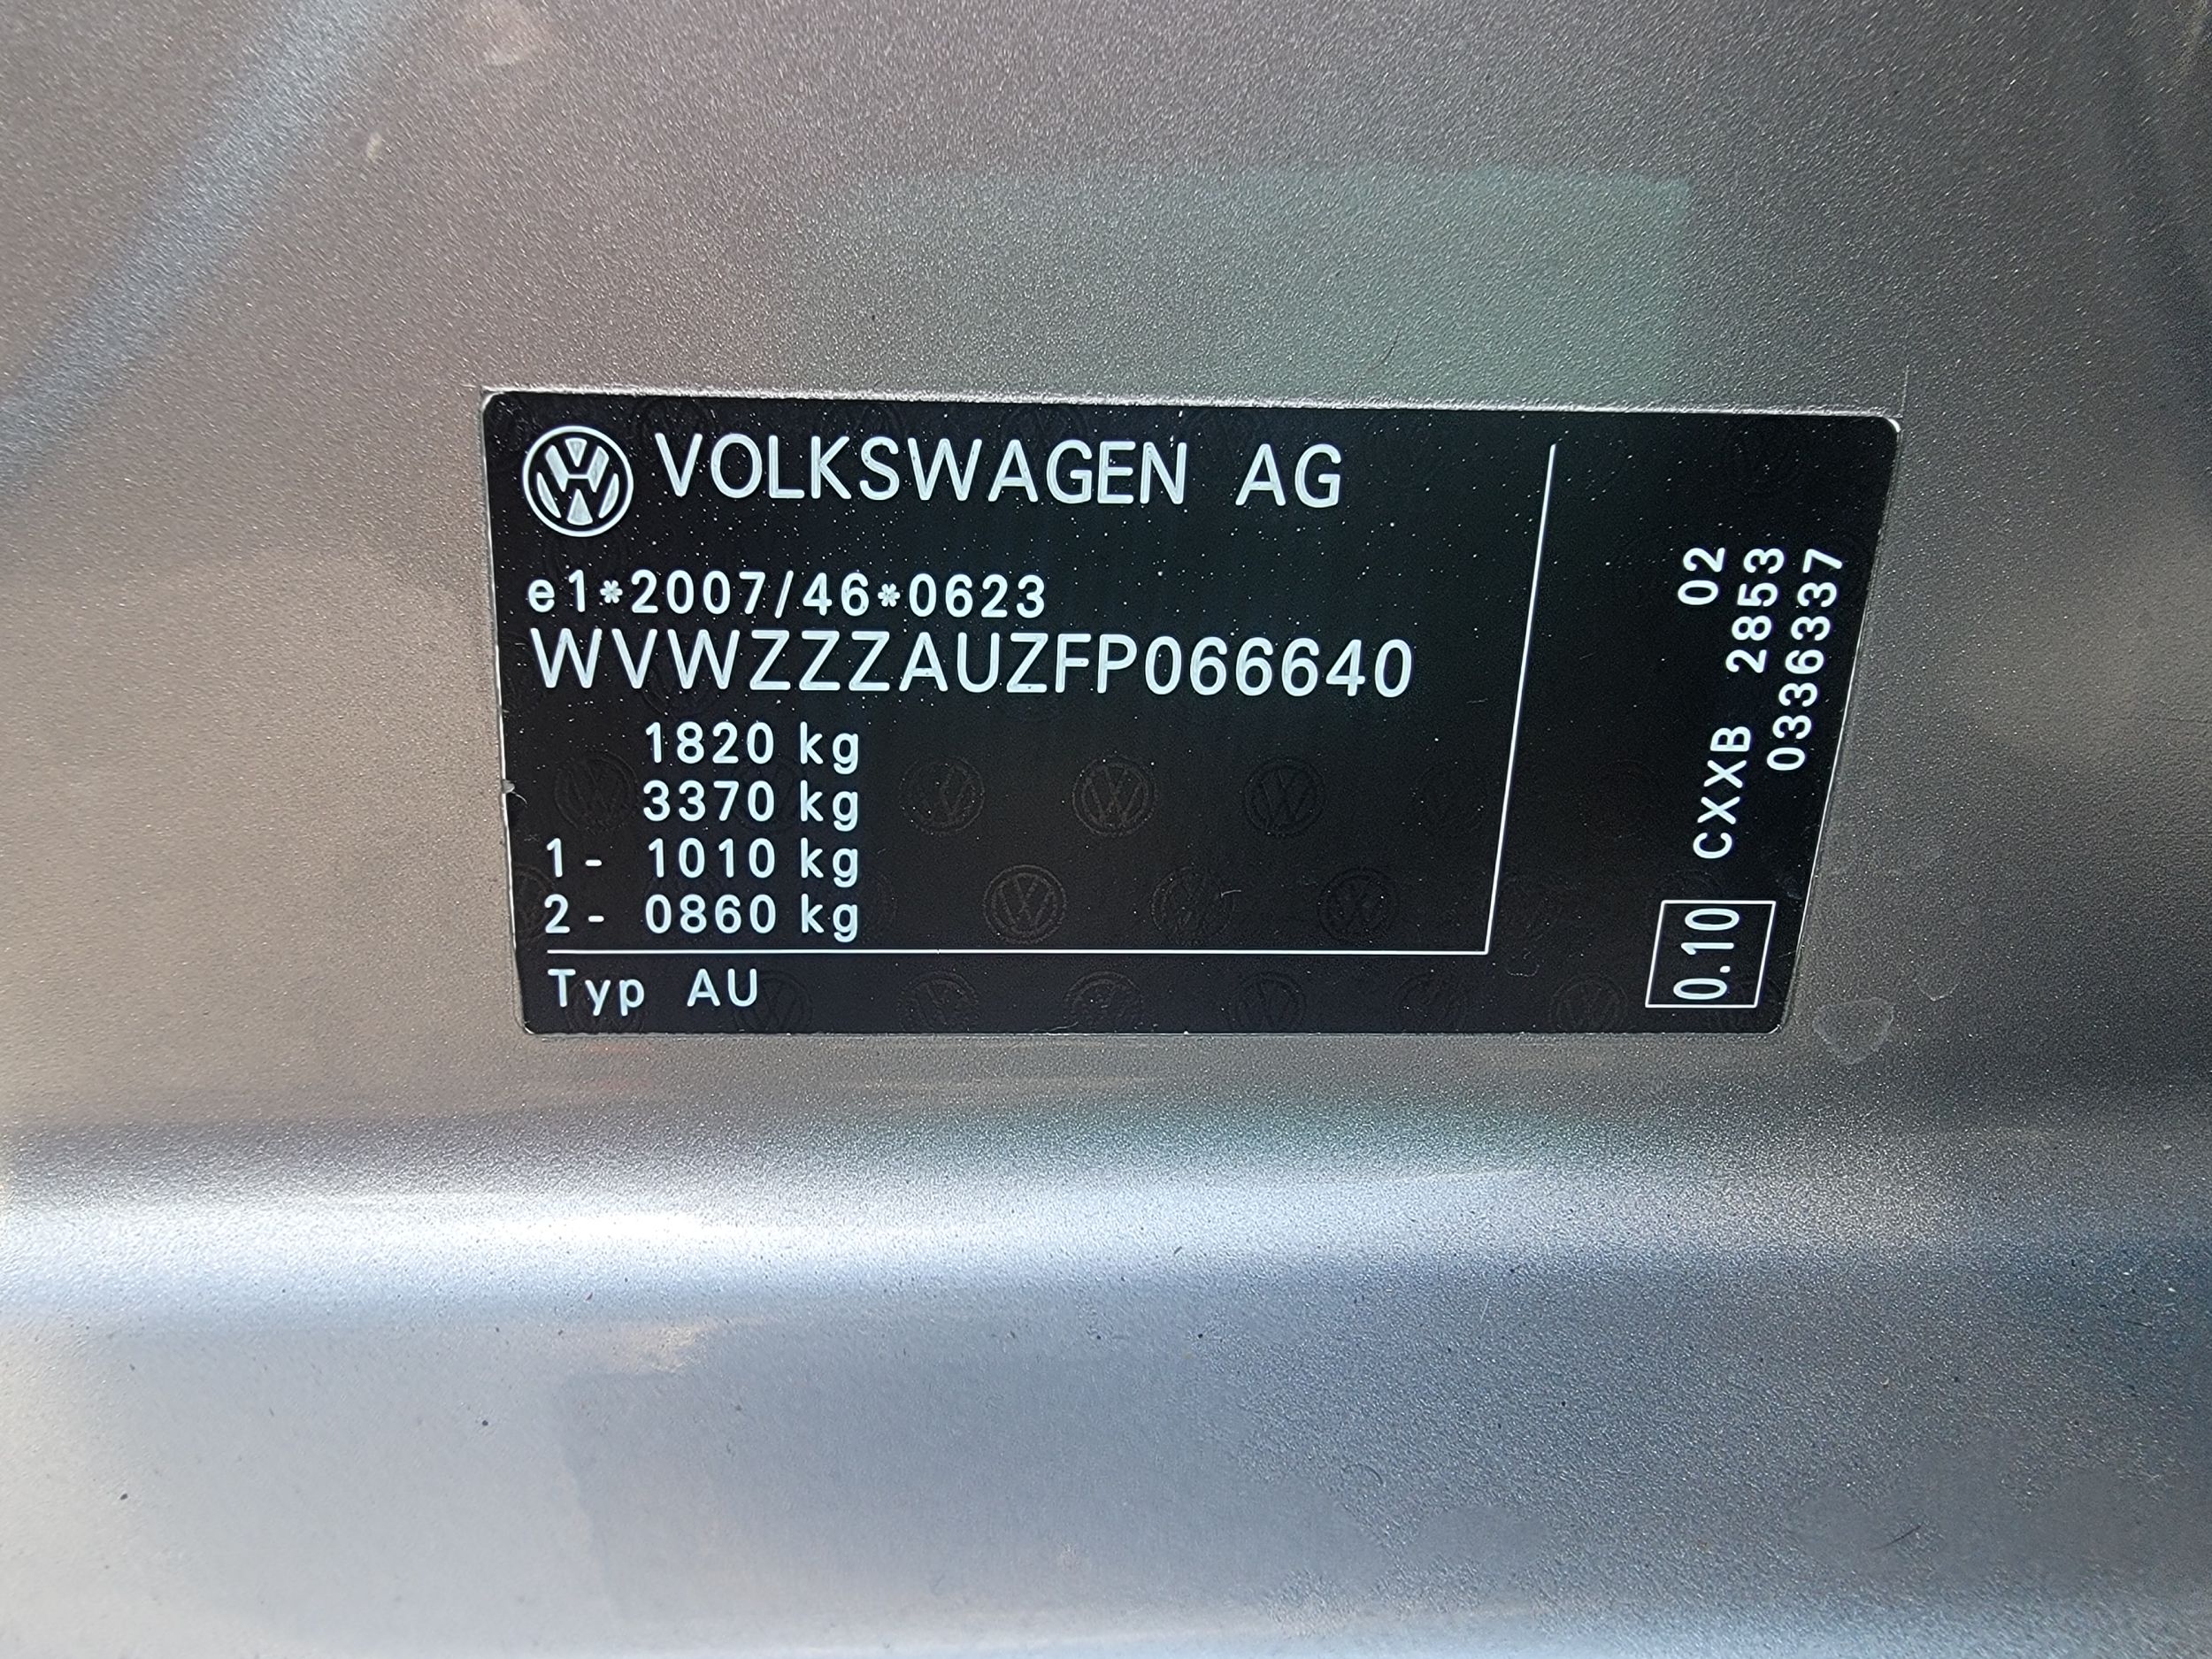 VOLKSWAGEN AG
e1*2007/46*0623
WVWZZZAUZFP066640
1820 kg
3370 kg
1- 1010 kg
2- 0860 kg
Typ AU
02
0.10 CXXB 2853
0336337